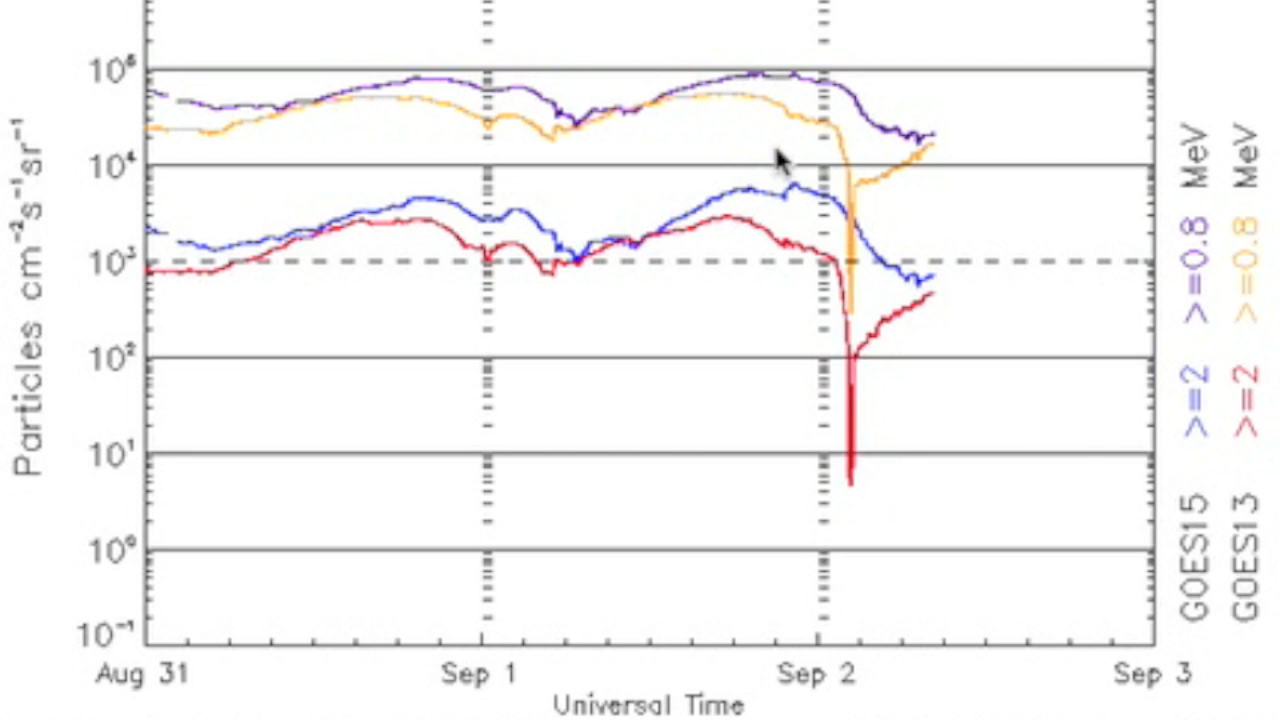 10⁵
10⁴
10³
10²
10¹
10⁰
10⁻¹
Particles cm⁻²s⁻¹sr⁻¹
Aug 31
Sep 1
Sep 2
Sep 3
Universal Time
GOES15 >=2 >=0.8 MeV
GOES13 >=2 >=0.8 MeV